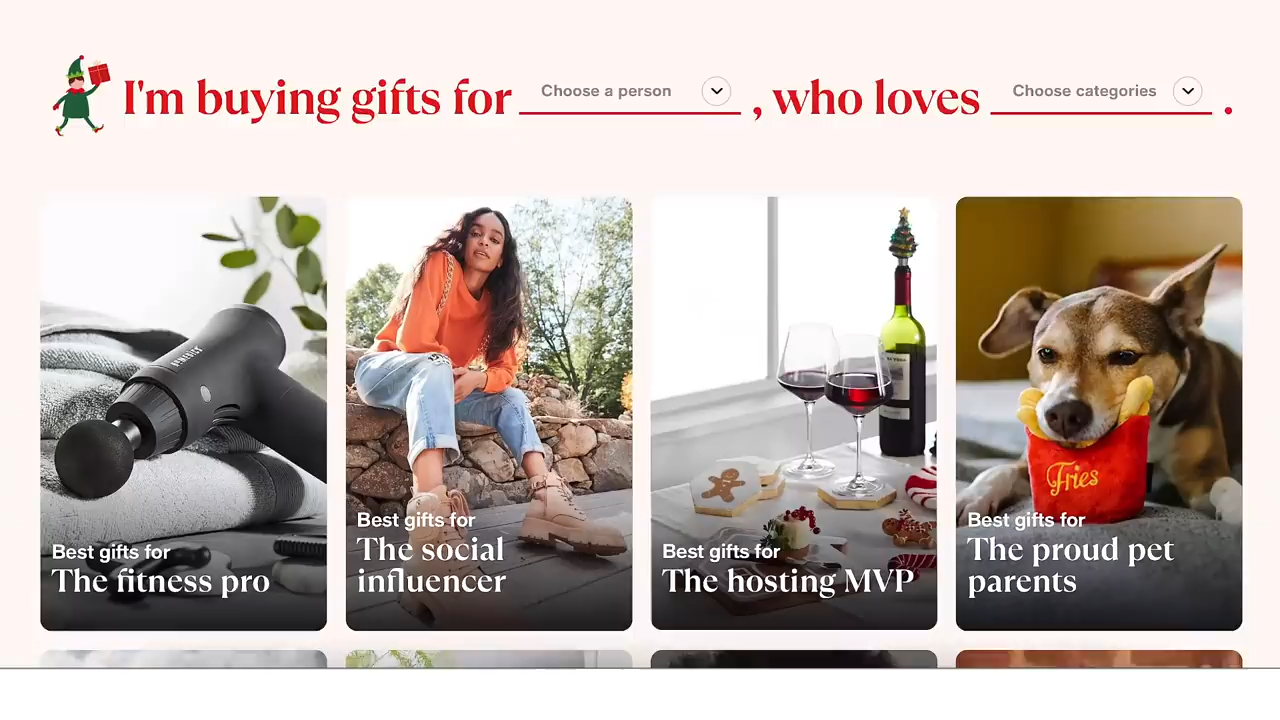 I'm buying gifts for Choose a person , who loves Choose categories .
Best gifts for
The fitness pro
Best gifts for
The social
influencer
Best gifts for
The hosting MVP
Fries
Best gifts for
The proud pet
parents